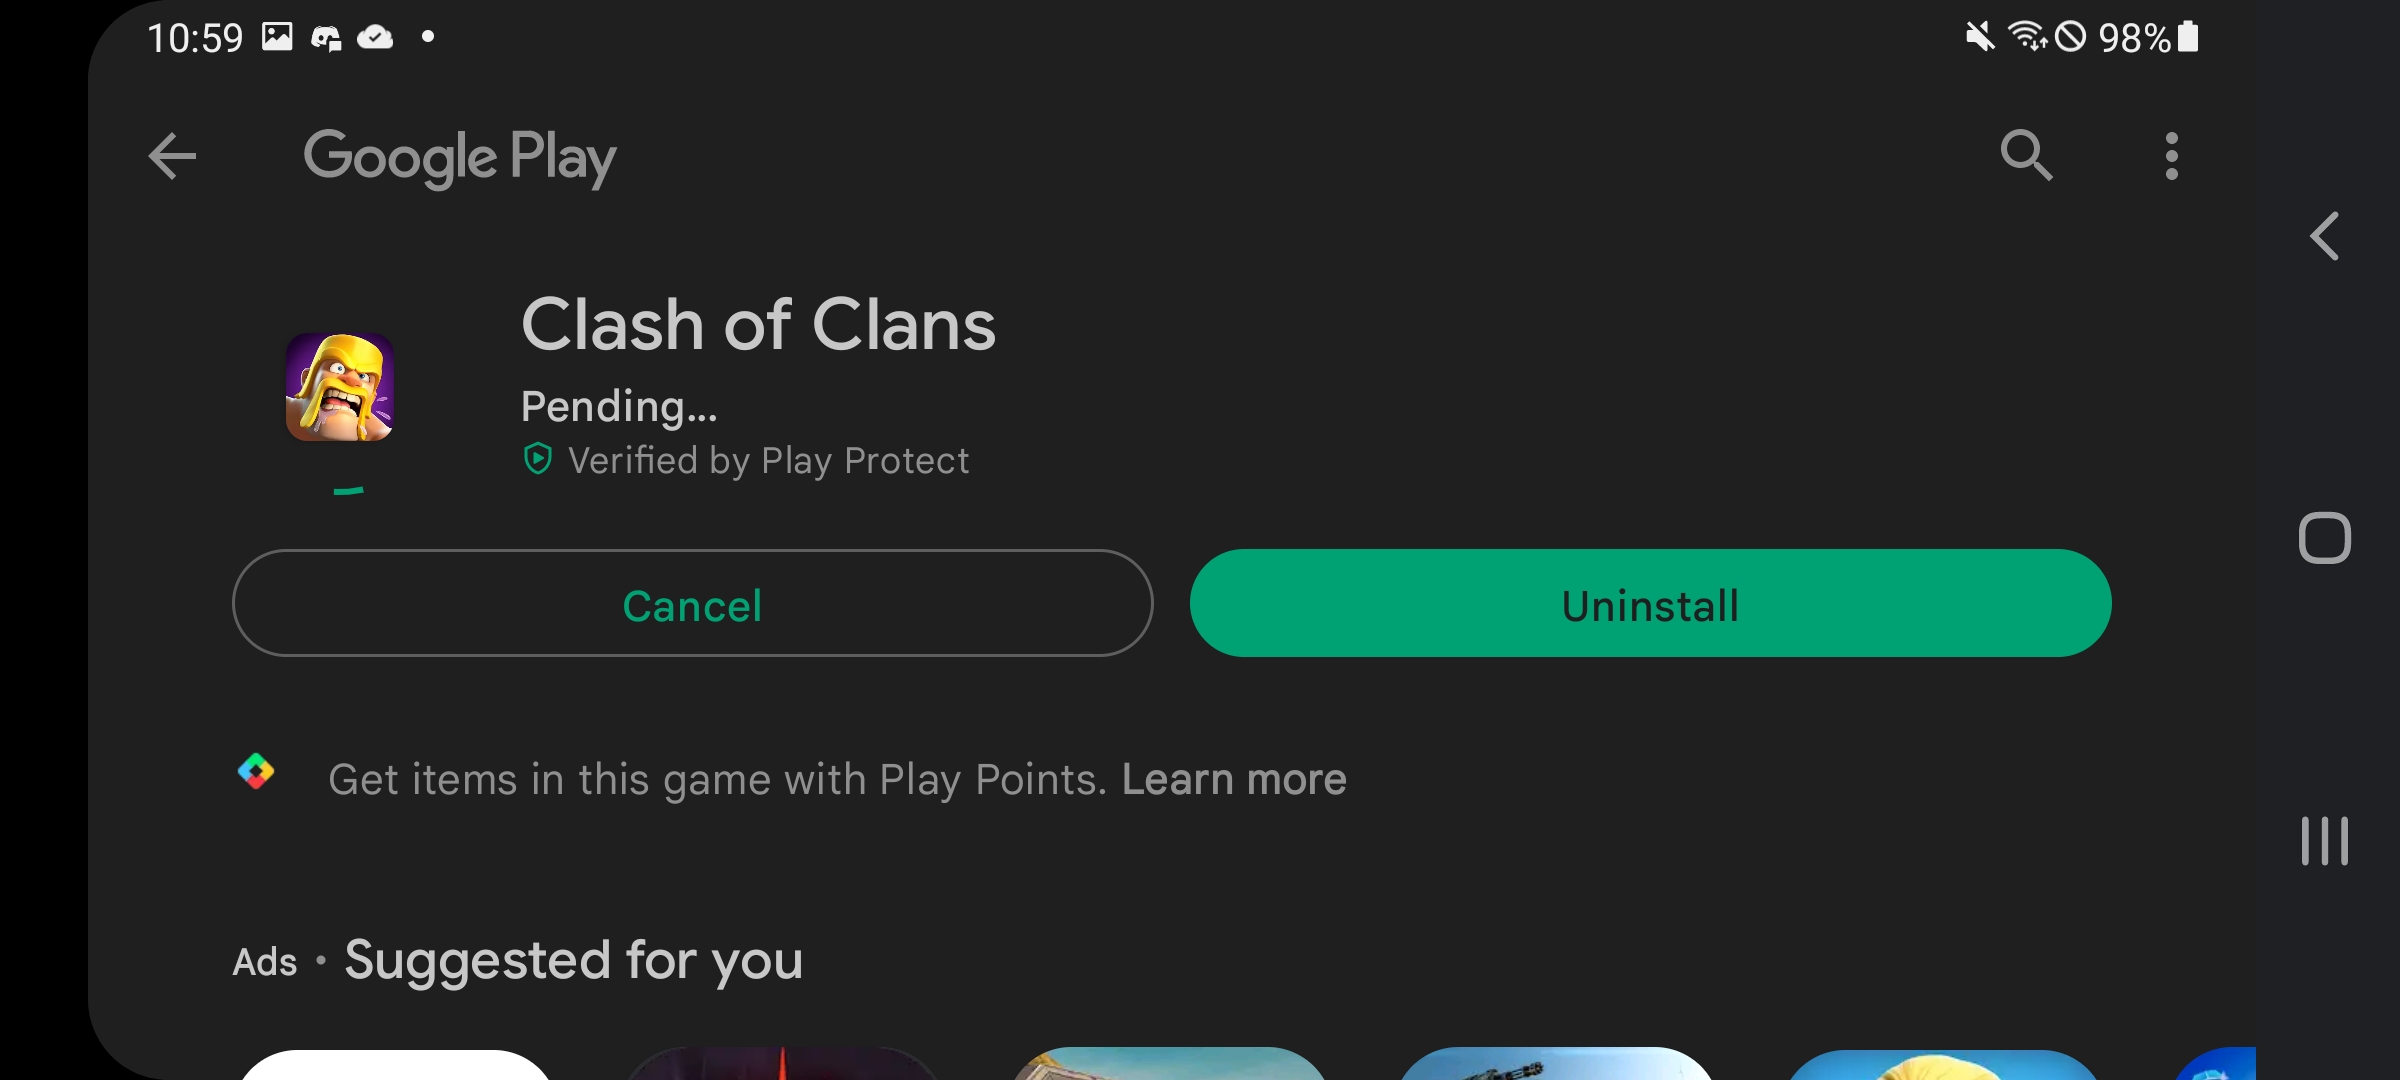 10:59
98%
Google Play
Clash of Clans
Pending...
Verified by Play Protect
Cancel
Uninstall
Get items in this game with Play Points. Learn more
Ads • Suggested for you